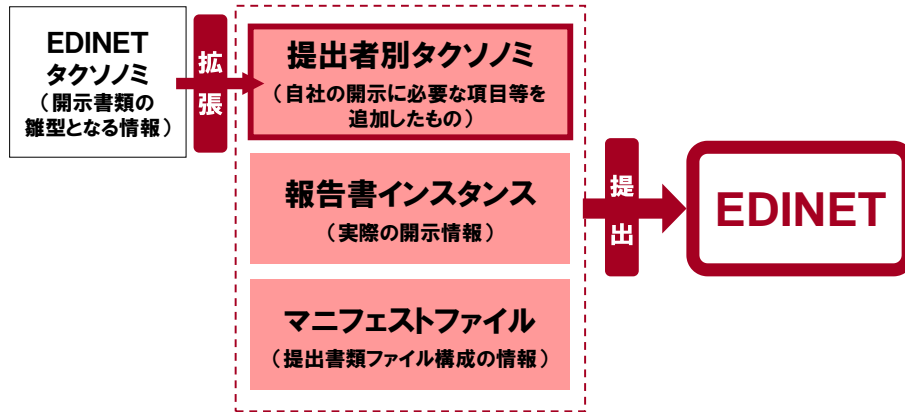 EDINET
タクソノミ
（開示書類の
雛型となる情報）
拡張
提出者別タクソノミ
（自社の開示に必要な項目等を
追加したもの）
報告書インスタンス
（実際の開示情報）
マニフェストファイル
（提出書類ファイル構成の情報）
提出
EDINET